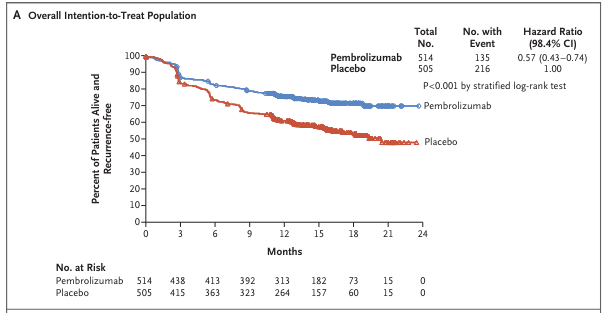 A Overall Intention-to-Treat Population
Total No. No. with Event Hazard Ratio (98.4% CI)
Pembrolizumab 514 135 0.57 (0.43–0.74)
Placebo 505 216 1.00
P<0.001 by stratified log-rank test
Percent of Patients Alive and Recurrence-free
100
90
80
70
60
50
40
30
20
10
0
Pembrolizumab
Placebo
0 3 6 9 12 15 18 21 24
Months
No. at Risk
Pembrolizumab 514 438 413 392 313 182 73 15 0
Placebo 505 415 363 323 264 157 60 15 0